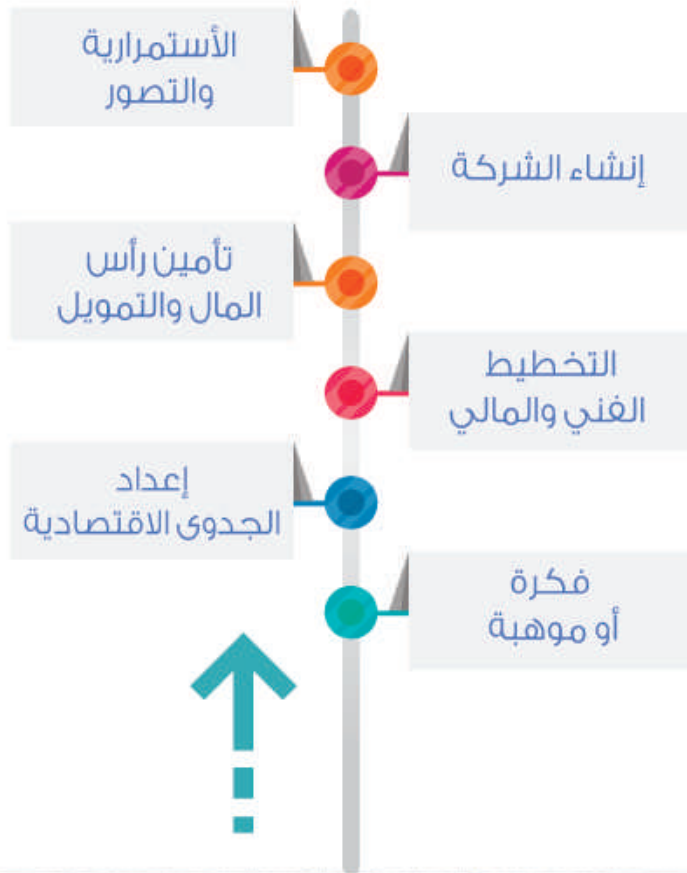 الأستمرارية
والتصور
إنشاء الشركة
تأمين رأس
المال والتمويل
التخطيط
الفني والمالي
إعداد
الجدوى الاقتصادية
فكرة
أو موهبة